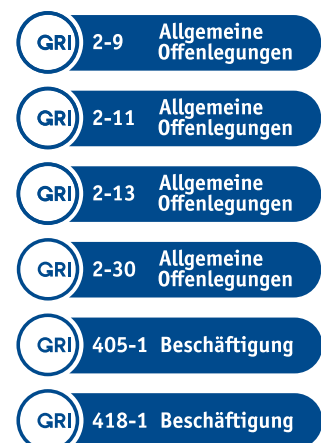 GRI 2-9 Allgemeine
Offenlegungen
GRI 2-11 Allgemeine
Offenlegungen
GRI 2-13 Allgemeine
Offenlegungen
GRI 2-30 Allgemeine
Offenlegungen
GRI 405-1 Beschäftigung
GRI 418-1 Beschäftigung